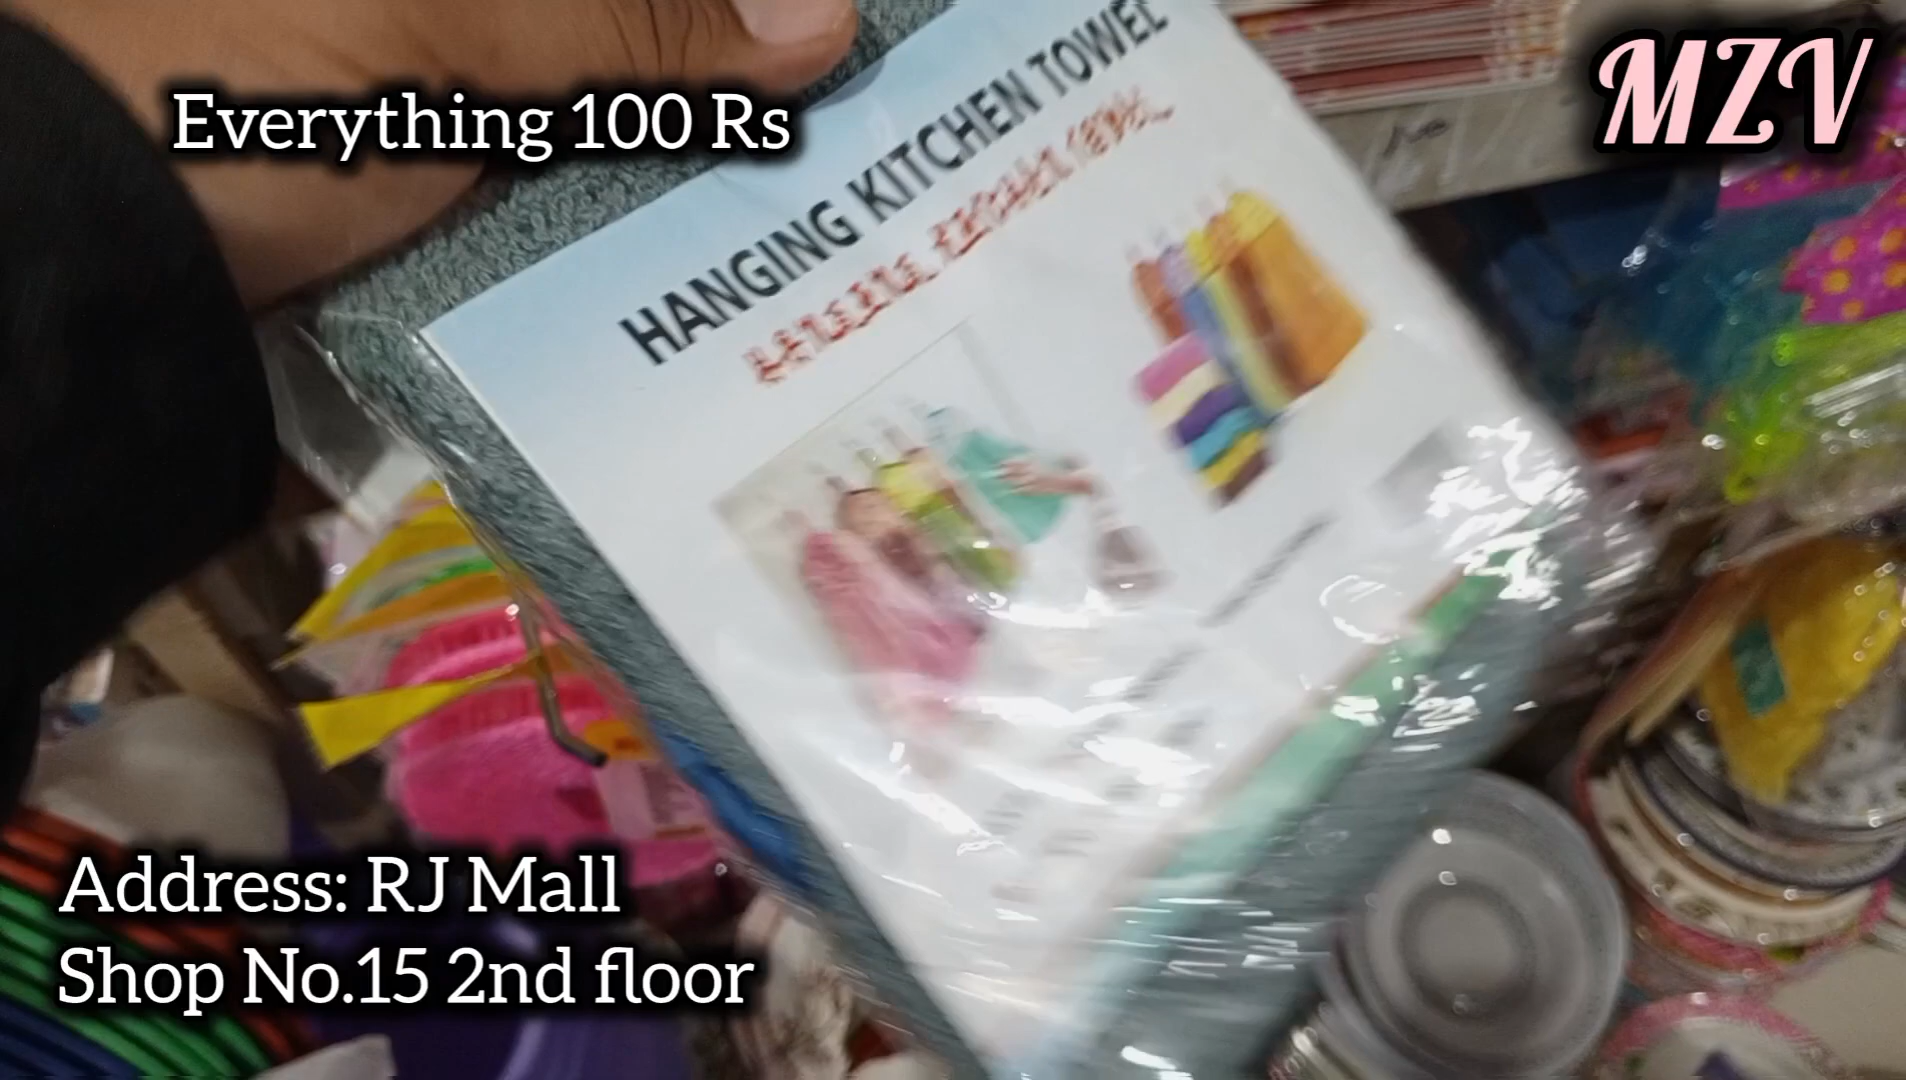 MZV
Everything 100 Rs
HANGING KITCHEN TOWEL
Address: RJ Mall
Shop No.15 2nd floor